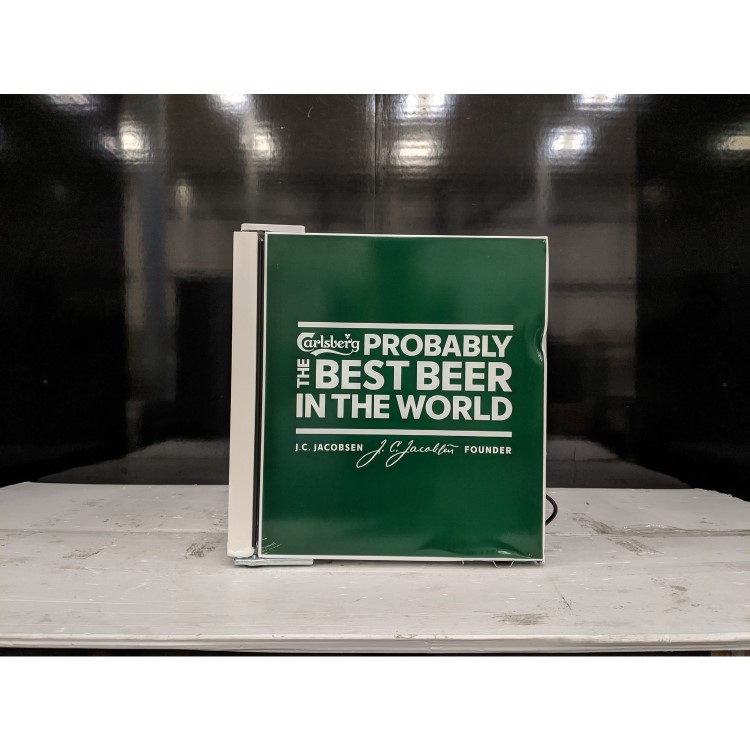 Carlsberg PROBABLY
THE BEST BEER
IN THE WORLD
J.C. JACOBSEN J.C. Jacobsen FOUNDER